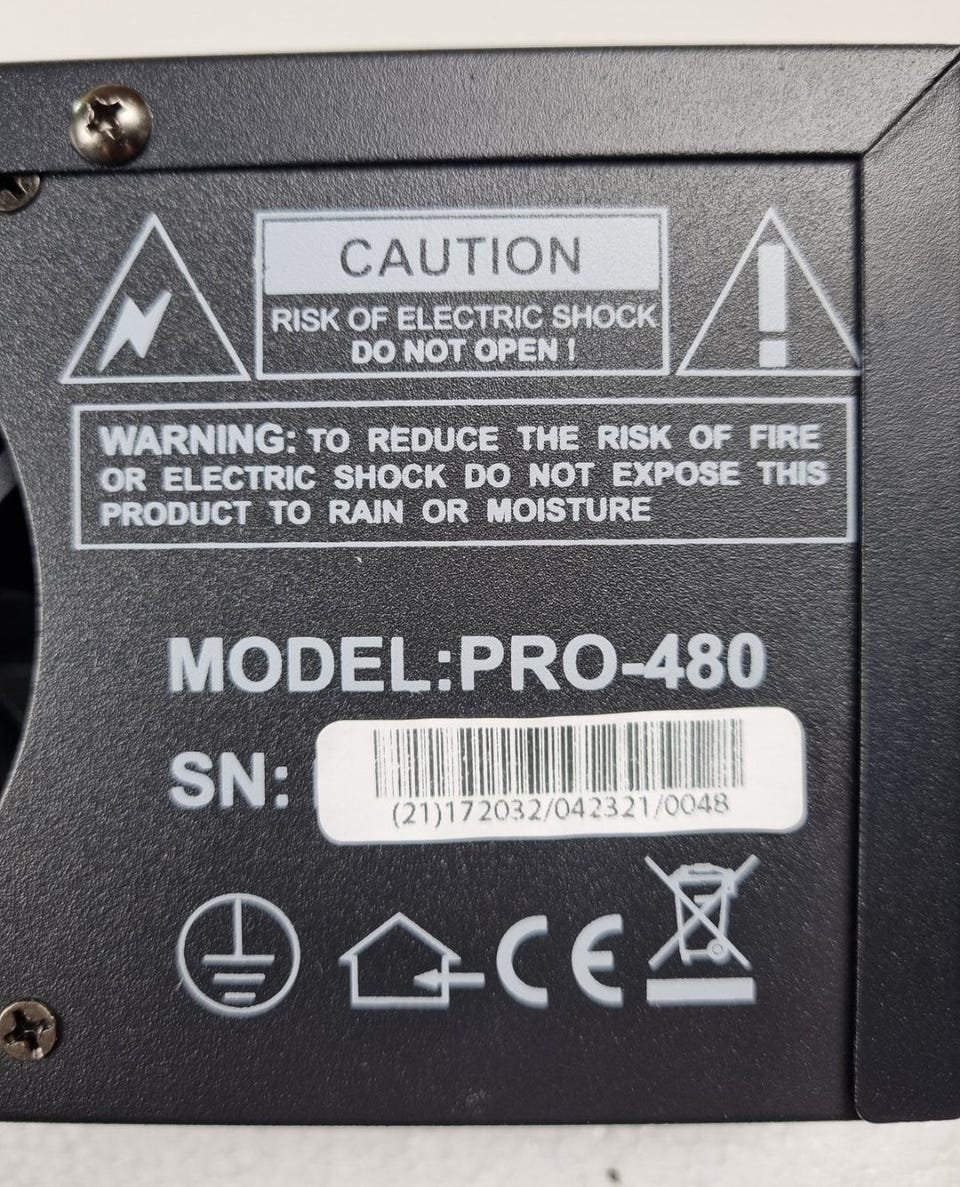 CAUTION
RISK OF ELECTRIC SHOCK
DO NOT OPEN !
WARNING: TO REDUCE THE RISK OF FIRE
OR ELECTRIC SHOCK DO NOT EXPOSE THIS
PRODUCT TO RAIN OR MOISTURE
MODEL:PRO-480
SN:
(21)172032/042321/0048
CE